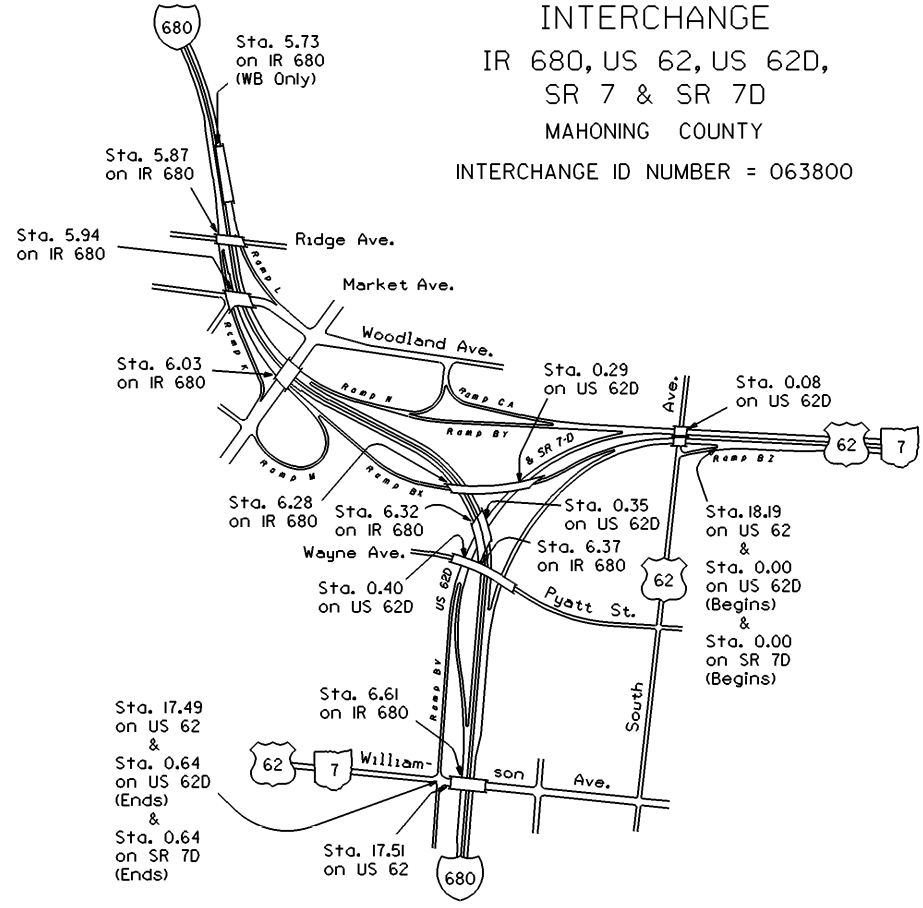 INTERCHANGE
IR 680, US 62, US 62D,
SR 7 & SR 7D
MAHONING COUNTY
INTERCHANGE ID NUMBER = 063800
680
Sta. 5.73
on IR 680
(WB Only)
Sta. 5.87
on IR 680
Sta. 5.94
on IR 680
Ridge Ave.
Ramp L
Market Ave.
Woodland Ave.
Ramp K
Sta. 6.03
on IR 680
Ramp N
Ramp CA
Sta. 0.29
on US 62D
Ave.
Sta. 0.08
on US 62D
Ramp BY
& SR 7-D
62
7
Ramp BZ
Ramp M
Ramp BX
Sta. 6.28
on IR 680
Sta. 6.32
on IR 680
Sta. 0.35
on US 62D
Sta. 6.37
on IR 680
Wayne Ave.
Sta. 0.40
on US 62D
US 62D
Pyatt St.
62
Sta. 18.19
on US 62
&
Sta. 0.00
on US 62D
(Begins)
&
Sta. 0.00
on SR 7D
(Begins)
Ramp BV
South
Sta. 6.61
on IR 680
Sta. 17.49
on US 62
&
Sta. 0.64
on US 62D
(Ends)
&
Sta. 0.64
on SR 7D
(Ends)
62
7
William-
son Ave.
Sta. 17.51
on US 62
680